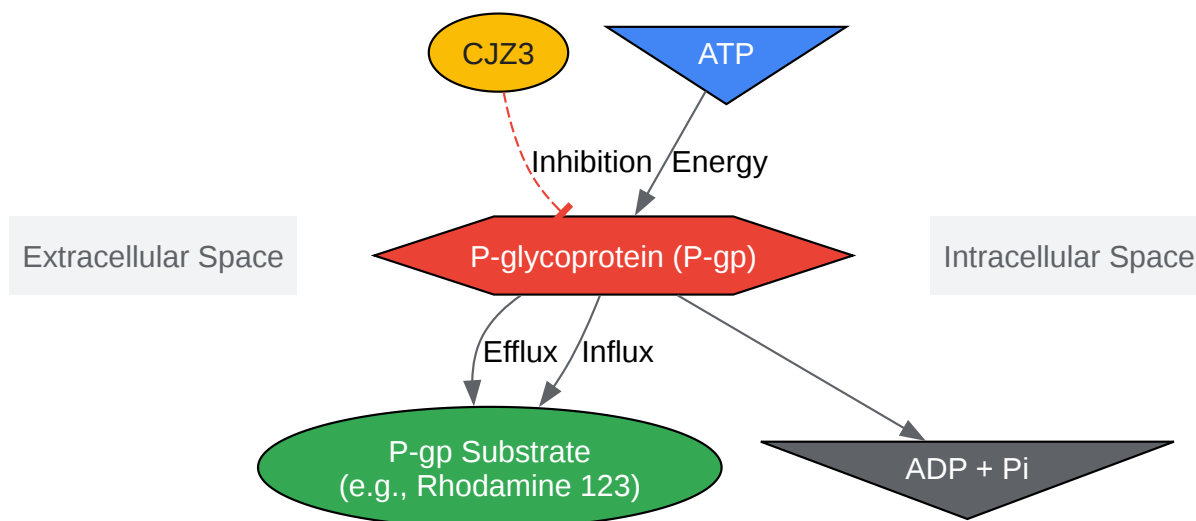 CJZ3
ATP
Inhibition
Energy
Extracellular Space
P-glycoprotein (P-gp)
Intracellular Space
Efflux
Influx
P-gp Substrate
(e.g., Rhodamine 123)
ADP + Pi